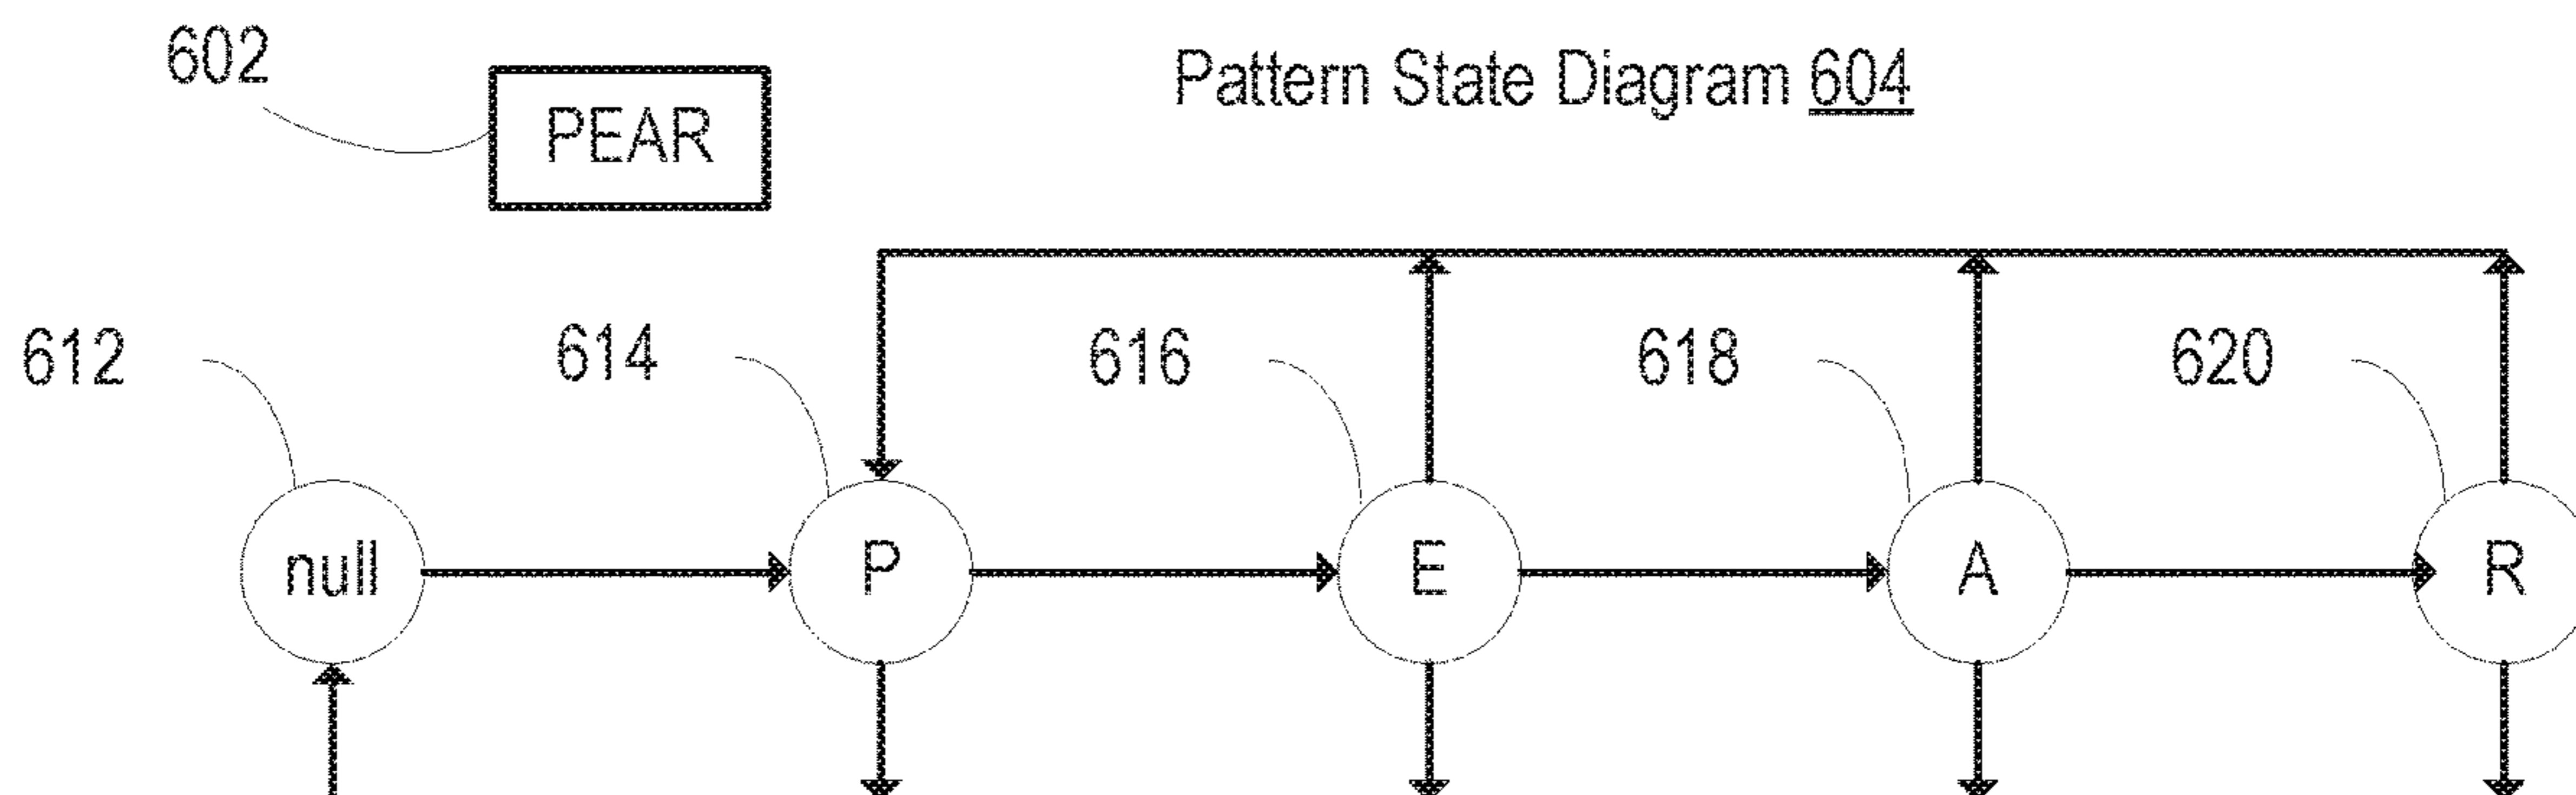 602
PEAR
Pattern State Diagram 604
612
614
616
618
620
null
P
E
A
R